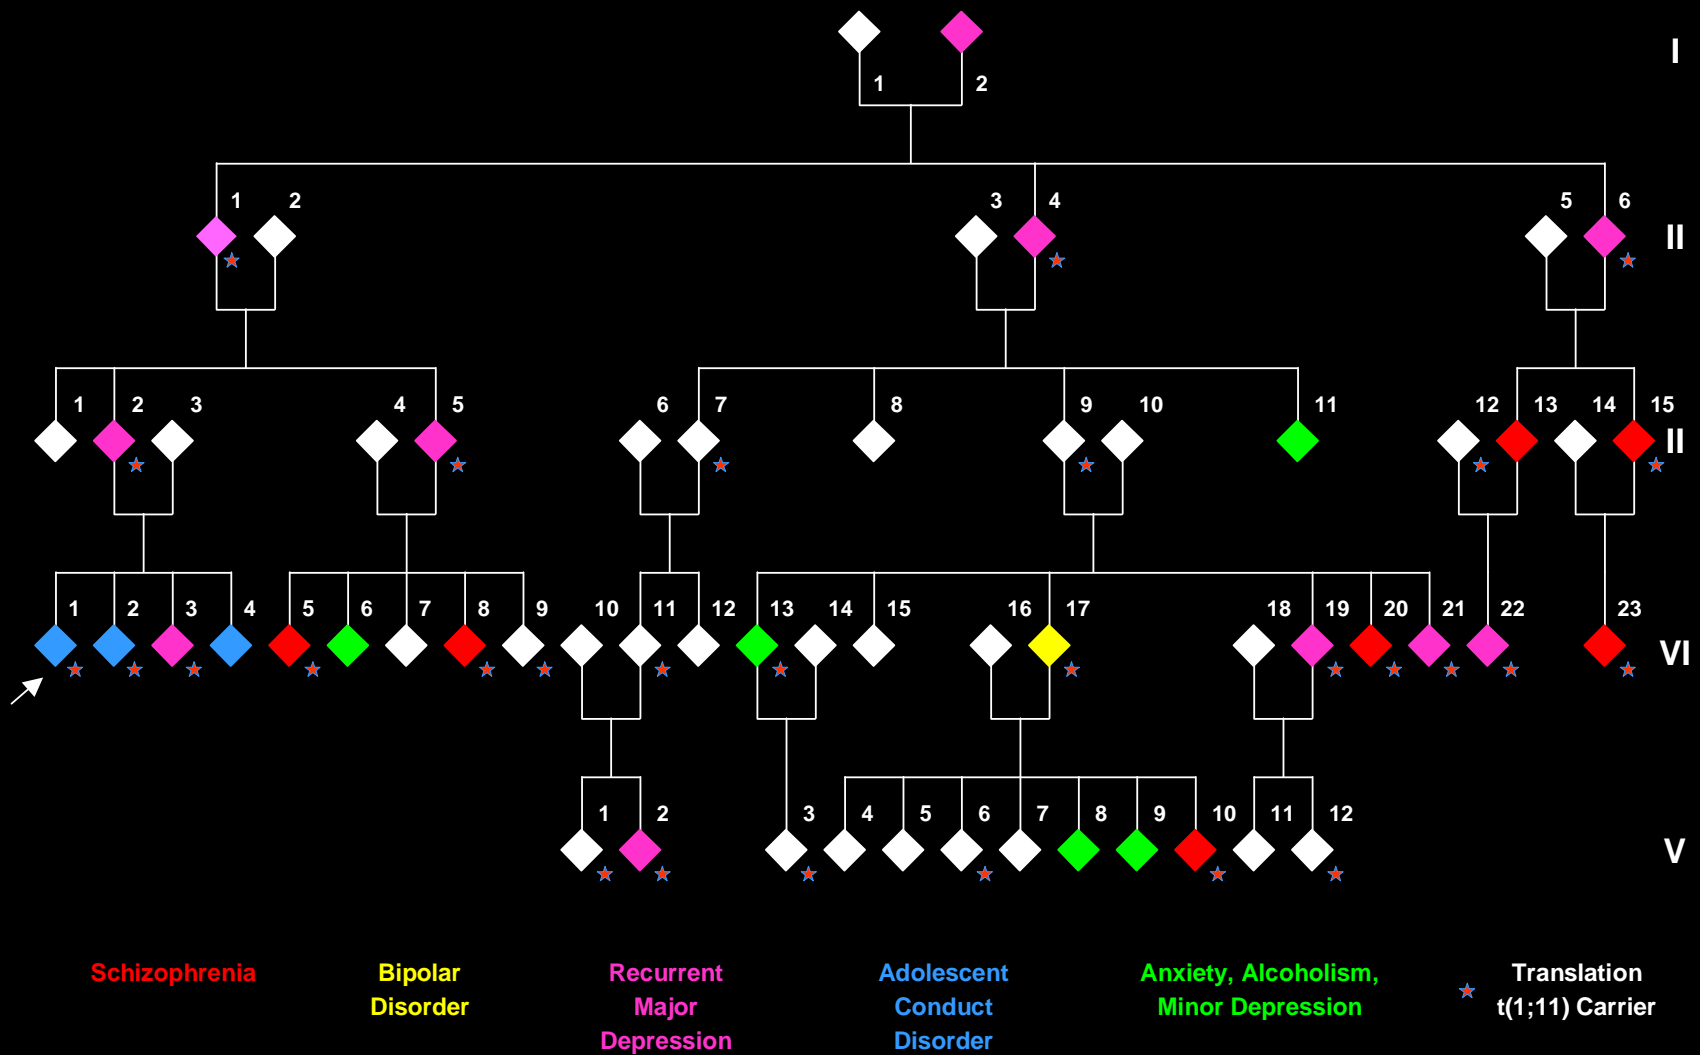 I
1 2
1 2 3 4 5 6
II
1 2 3 4 5 6 7 8 9 10 11 12 13 14 15
II
1 2 3 4 5 6 7 8 9 10 11 12 13 14 15 16 17 18 19 20 21 22 23
VI
1 2 3 4 5 6 7 8 9 10 11 12
V
Schizophrenia
Bipolar
Disorder
Recurrent
Major
Depression
Adolescent
Conduct
Disorder
Anxiety, Alcoholism,
Minor Depression
Translation
t(1;11) Carrier